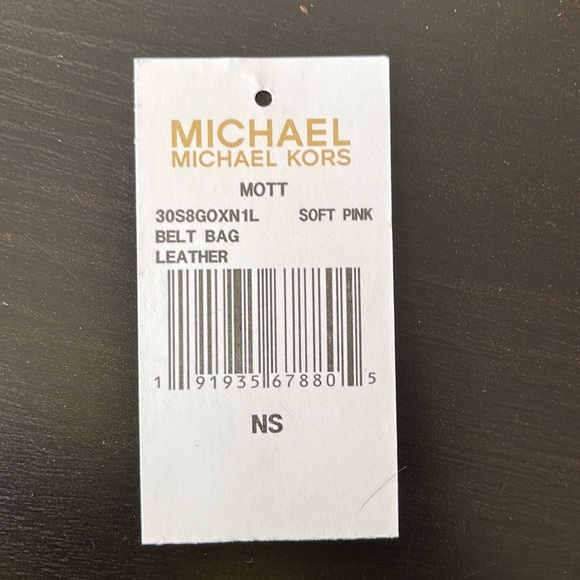 MICHAEL
MICHAEL KORS
MOTT
30S8GOXN1L SOFT PINK
BELT BAG
LEATHER
1 91935 67880 5
NS